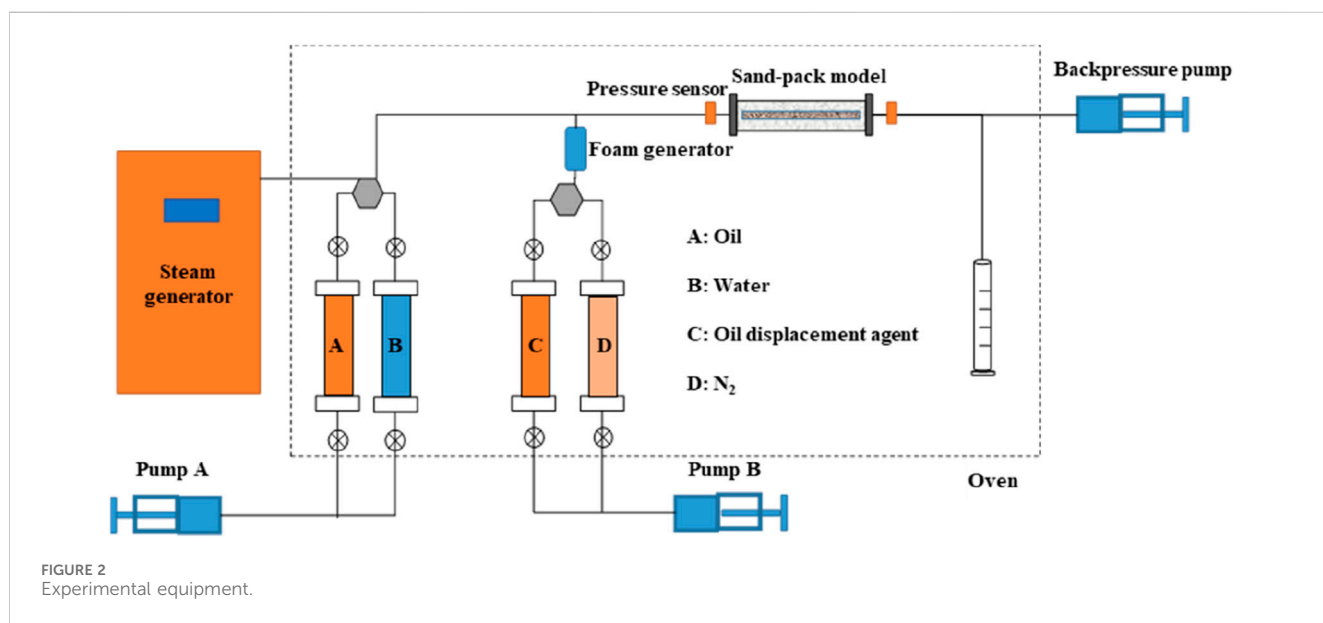 Backpressure pump
Sand-pack model
Pressure sensor
Foam generator
Steam
generator
A: Oil
B: Water
C: Oil displacement agent
D: N₂
A
B
C
D
Pump A
Pump B
Oven
FIGURE 2
Experimental equipment.